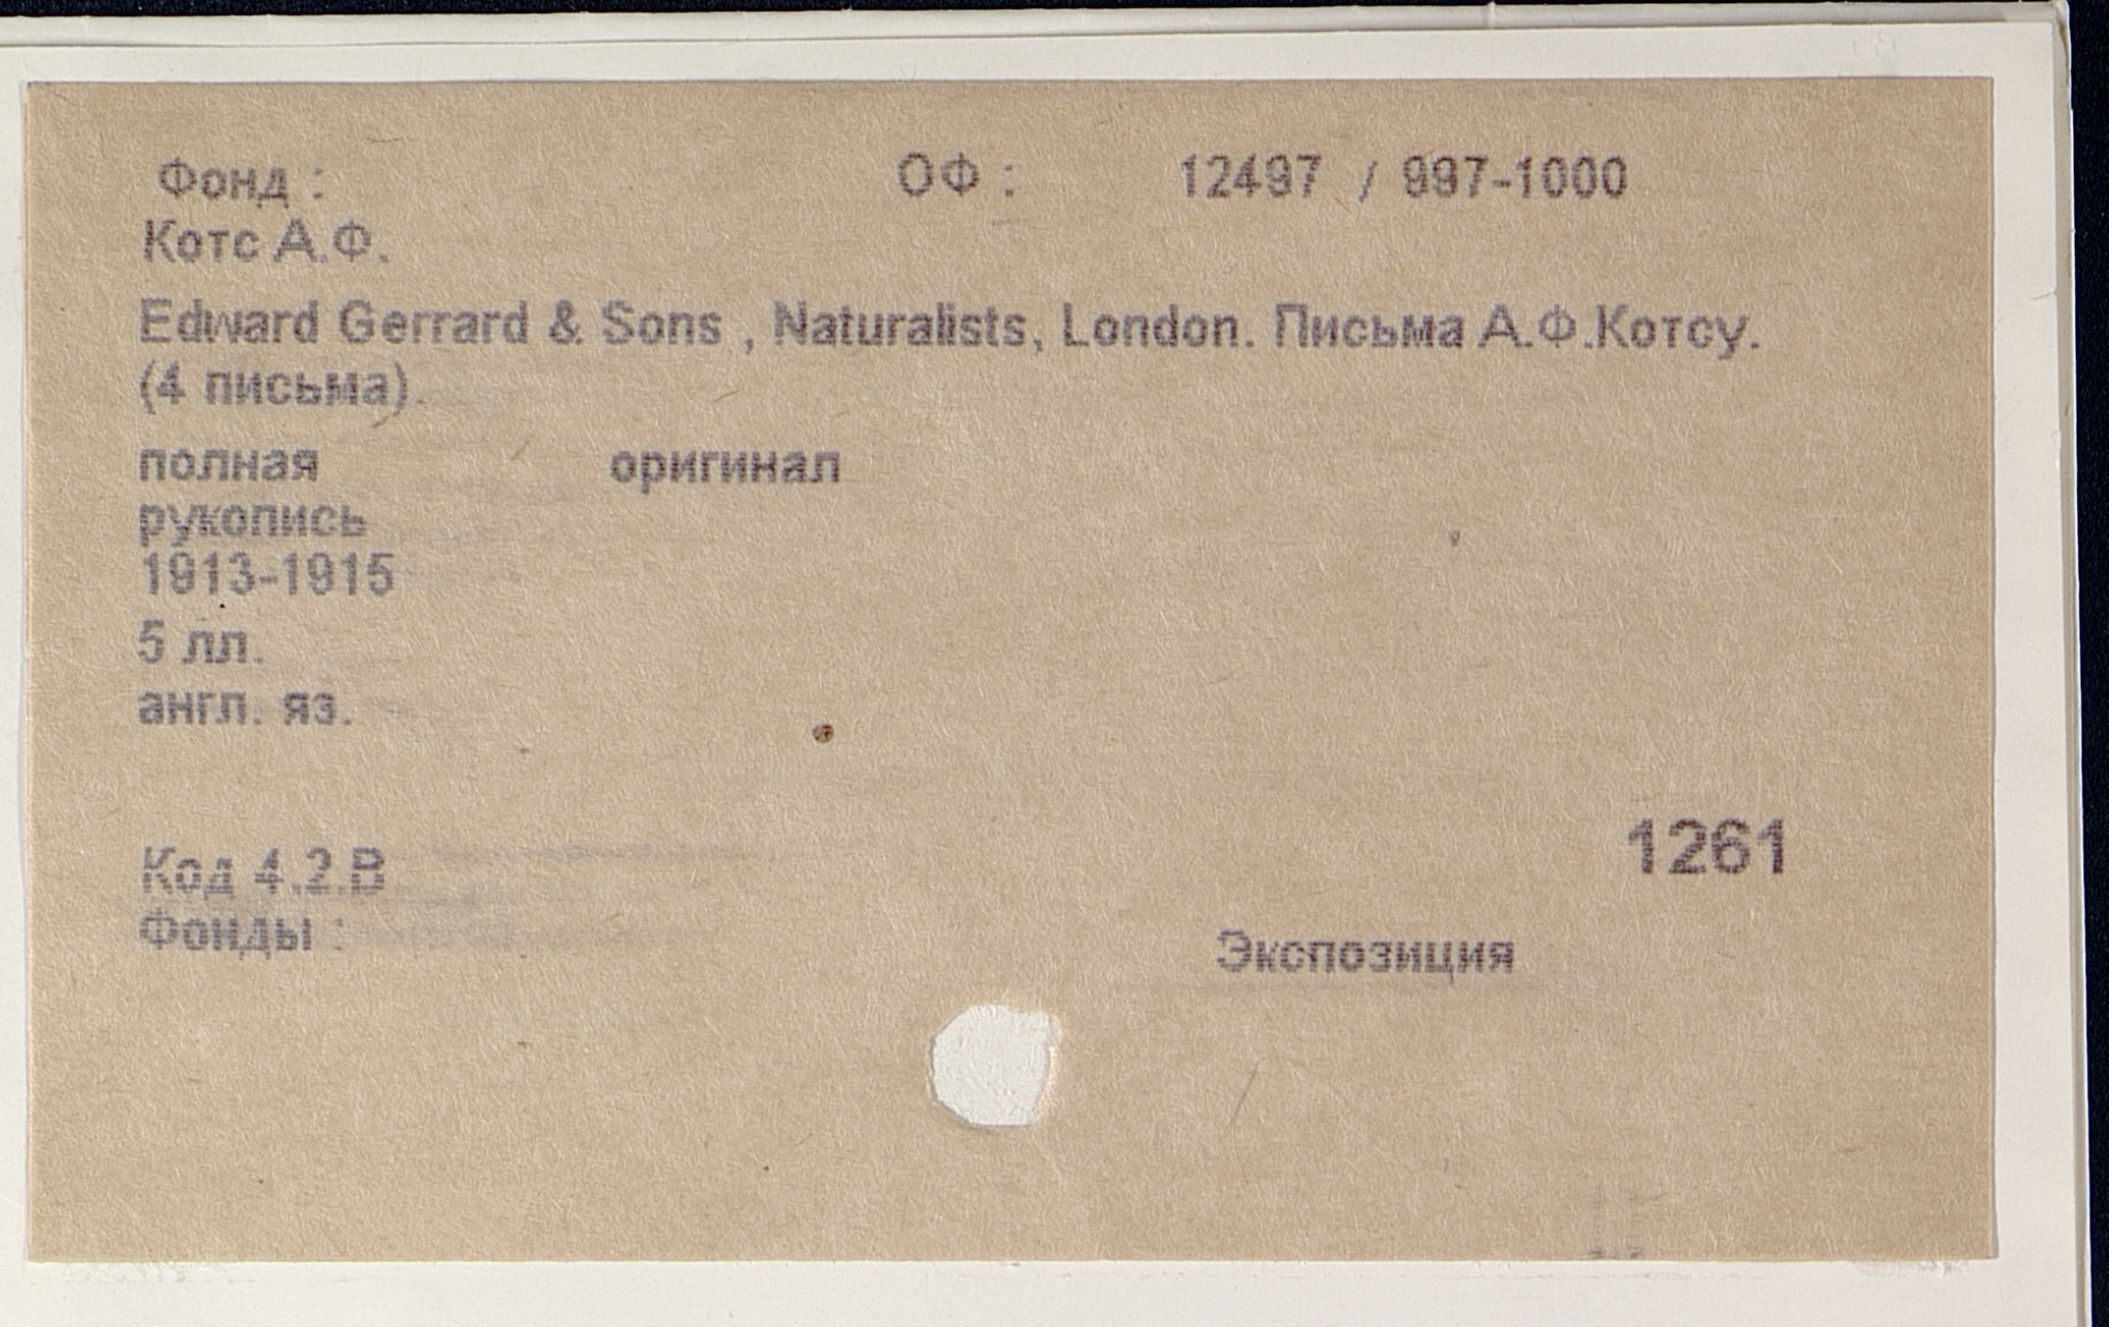 Фонд : ОФ : 12497 / 997-1000
Котс А.Ф.
Edward Gerrard & Sons , Naturalists, London. Письма А.Ф.Котсу.
(4 письма).
полная оригинал
рукопись
1913-1915
5 лл.
англ. яз.
1261
Код 4.2.В
Фонды :
Экспозиция